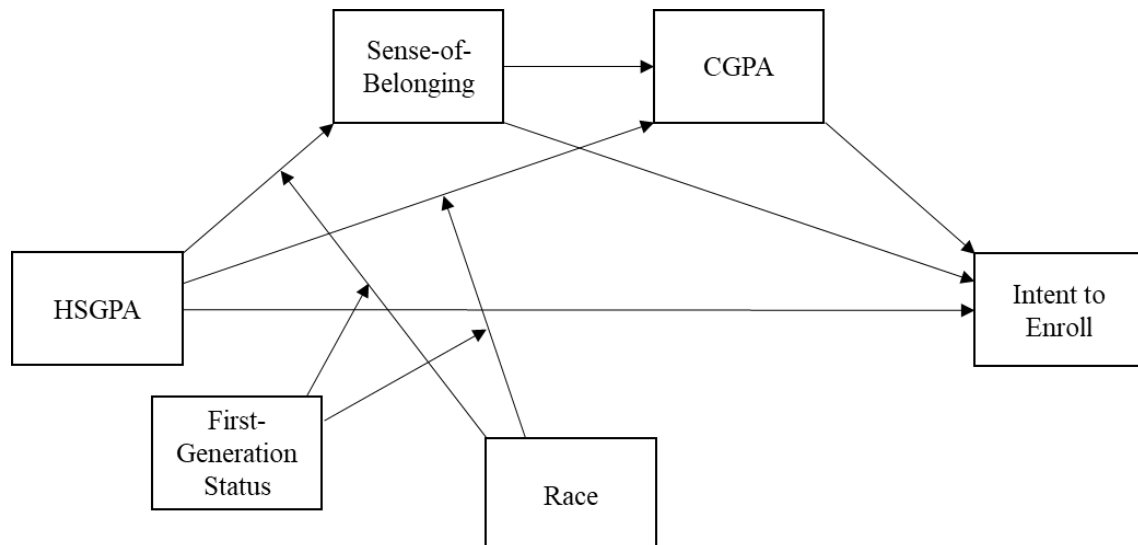 Sense-of-
Belonging
CGPA
HSGPA
Intent to
Enroll
First-
Generation
Status
Race